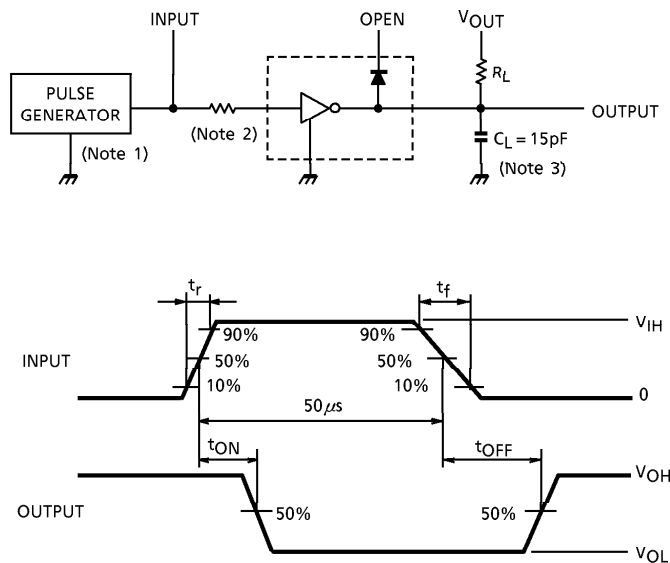 INPUT
OPEN
VOUT
PULSE
GENERATOR
(Note 1)
(Note 2)
RL
OUTPUT
CL = 15pF
(Note 3)
tr
tf
VIH
90%
90%
INPUT
50%
50%
10%
10%
0
50μs
tON
tOFF
VOH
OUTPUT
50%
50%
VOL